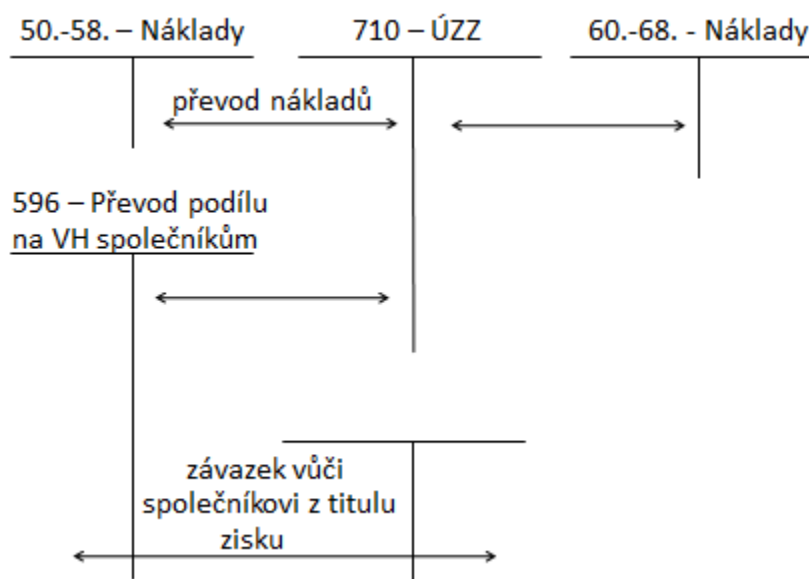 50.-58. – Náklady
710 – ÚZZ
60.-68. - Náklady
převod nákladů
596 – Převod podílu
na VH společníkům
závazek vůči
společníkovi z titulu
zisku